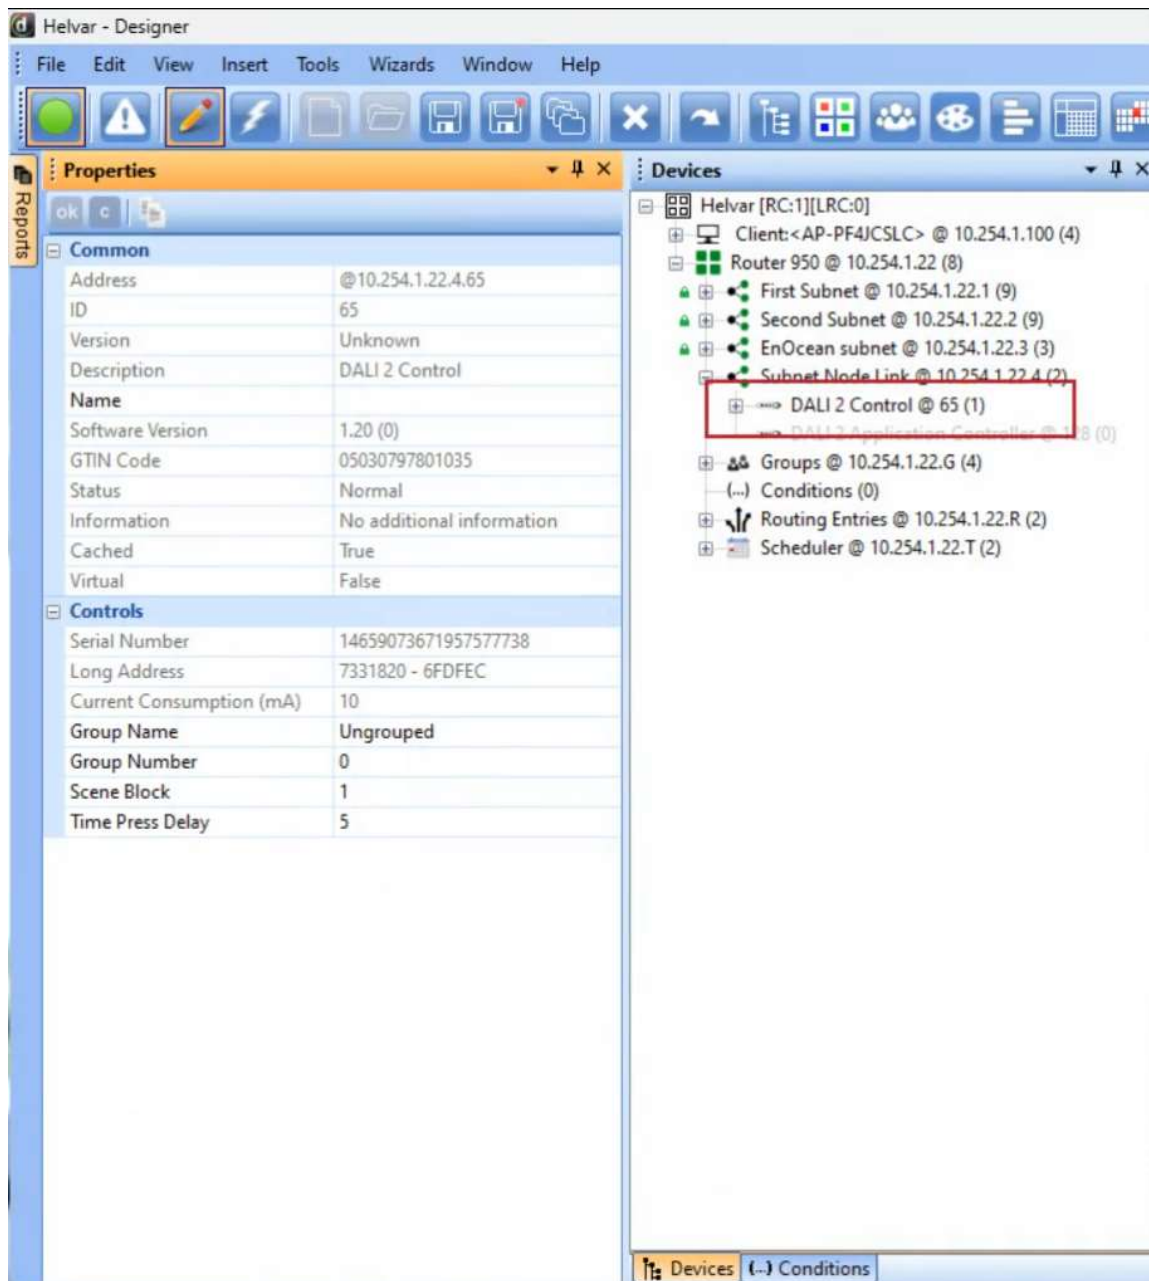 Helvar - Designer
File Edit View Insert Tools Wizards Window Help
Reports
Properties
ok c
Common
Address @10.254.1.22.4.65
ID 65
Version Unknown
Description DALI 2 Control
Name
Software Version 1.20 (0)
GTIN Code 05030797801035
Status Normal
Information No additional information
Cached True
Virtual False
Controls
Serial Number 14659073671957577738
Long Address 7331820 - 6FDFEC
Current Consumption (mA) 10
Group Name Ungrouped
Group Number 0
Scene Block 1
Time Press Delay 5
Devices
Helvar [RC:1][LRC:0]
Client:<AP-PF4JCSLC> @ 10.254.1.100 (4)
Router 950 @ 10.254.1.22 (8)
First Subnet @ 10.254.1.22.1 (9)
Second Subnet @ 10.254.1.22.2 (9)
EnOcean subnet @ 10.254.1.22.3 (3)
Subnet Node Link @ 10.254.1.22.4 (2)
DALI 2 Control @ 65 (1)
DALI 2 Application Controller @ 128 (0)
Groups @ 10.254.1.22.G (4)
(...) Conditions (0)
Routing Entries @ 10.254.1.22.R (2)
Scheduler @ 10.254.1.22.T (2)
Devices (...) Conditions